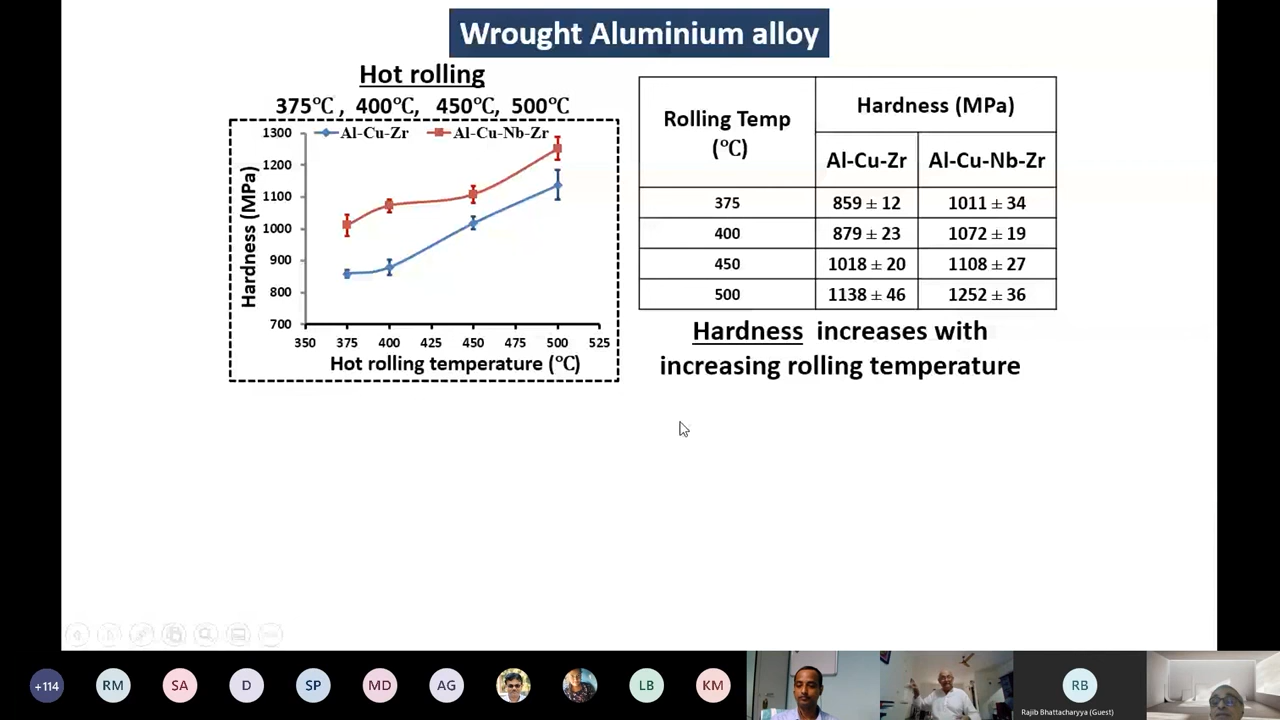 Wrought Aluminium alloy
Hot rolling
375℃ , 400℃, 450℃, 500℃
Al-Cu-Zr Al-Cu-Nb-Zr
1300
1200
1100
1000
900
800
700
Hardness (MPa)
350 375 400 425 450 475 500 525
Hot rolling temperature (℃)
Rolling Temp (℃) Hardness (MPa)
Al-Cu-Zr Al-Cu-Nb-Zr
375 859 ± 12 1011 ± 34
400 879 ± 23 1072 ± 19
450 1018 ± 20 1108 ± 27
500 1138 ± 46 1252 ± 36
Hardness increases with
increasing rolling temperature
+114 RM SA D SP MD AG LB KM RB
Rajib Bhattacharyya (Guest)